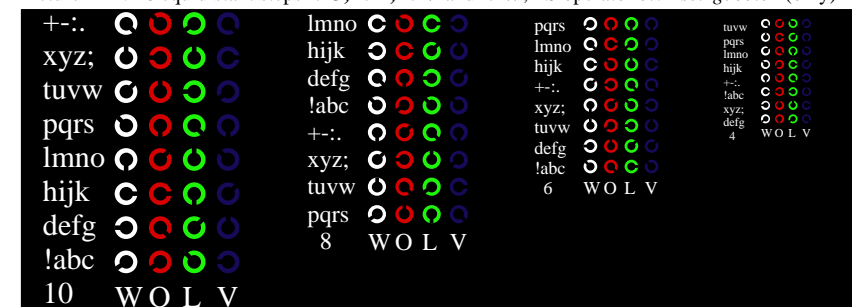 +-:.
xyz;
tuvw
pqrs
lmno
hijk
defg
!abc
10 W O L V
lmno
hijk
defg
!abc
+-:.
xyz;
tuvw
pqrs
8 W O L V
pqrs
lmno
hijk
+-:.
xyz;
tuvw
defg
!abc
6 W O L V
tuvw
pqrs
lmno
hijk
+-:.
!abc
xyz;
defg
4 W O L V